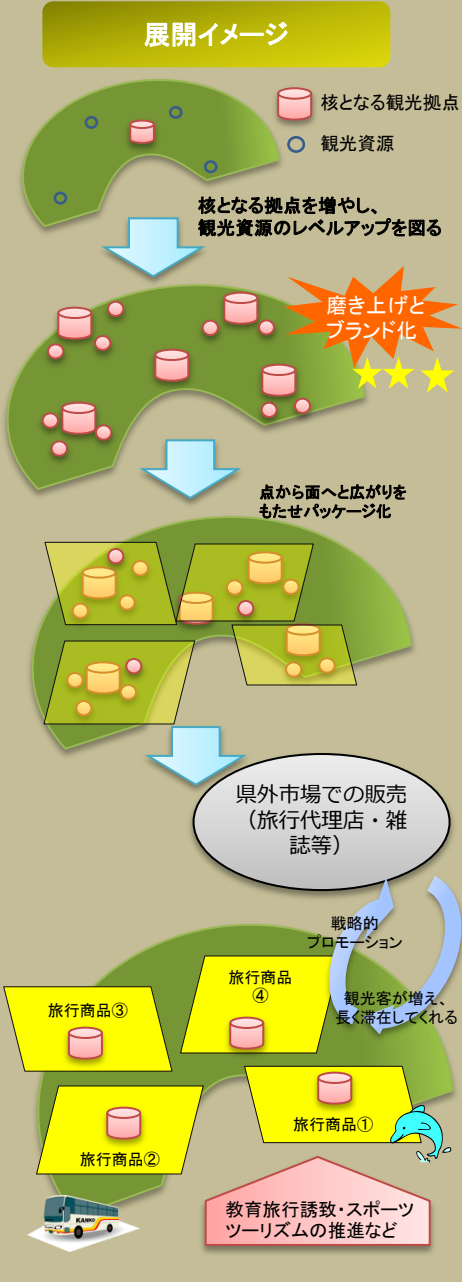 展開イメージ
核となる観光拠点
観光資源
核となる拠点を増やし、
観光資源のレベルアップを図る
磨き上げと
ブランド化
点から面へと広がりを
もたせパッケージ化
県外市場での販売
（旅行代理店・雑
誌等）
戦略的
プロモーション
観光客が増え、
長く滞在してくれる
旅行商品
④
旅行商品③
旅行商品①
旅行商品②
KANKO
教育旅行誘致・スポーツ
ツーリズムの推進など